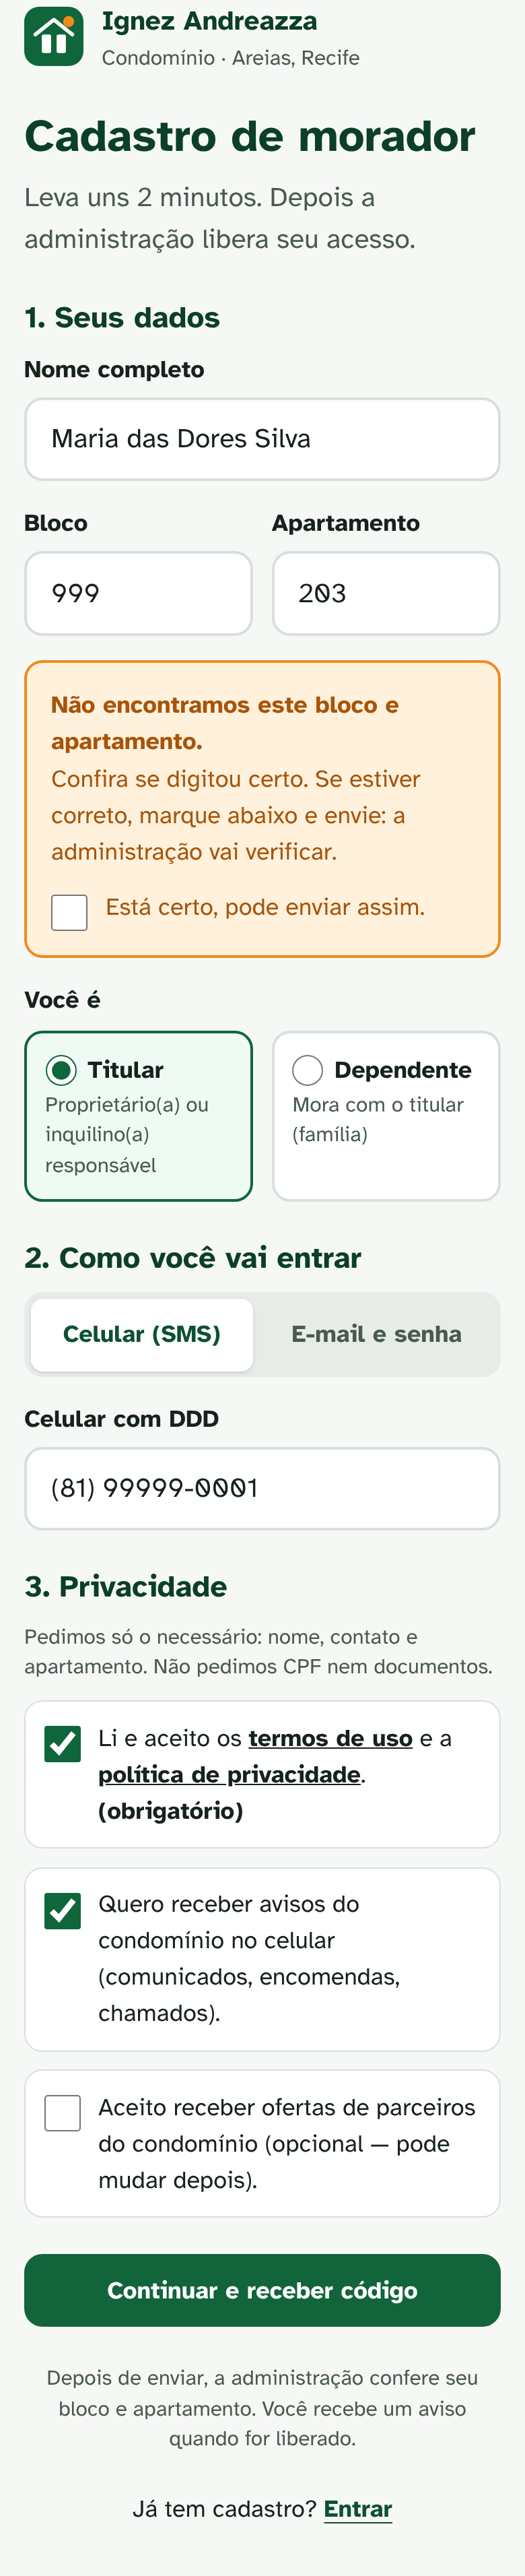 Ignez Andreazza
Condomínio · Areias, Recife
Cadastro de morador
Leva uns 2 minutos. Depois a
administração libera seu acesso.
1. Seus dados
Nome completo
Maria das Dores Silva
Bloco
Apartamento
999
203
Não encontramos este bloco e
apartamento.
Confira se digitou certo. Se estiver
correto, marque abaixo e envie: a
administração vai verificar.
Está certo, pode enviar assim.
Você é
Titular
Proprietário(a) ou
inquilino(a)
responsável
Dependente
Mora com o titular
(família)
2. Como você vai entrar
Celular (SMS)
E-mail e senha
Celular com DDD
(81) 99999-0001
3. Privacidade
Pedimos só o necessário: nome, contato e
apartamento. Não pedimos CPF nem documentos.
Li e aceito os termos de uso e a
política de privacidade.
(obrigatório)
Quero receber avisos do
condomínio no celular
(comunicados, encomendas,
chamados).
Aceito receber ofertas de parceiros
do condomínio (opcional — pode
mudar depois).
Continuar e receber código
Depois de enviar, a administração confere seu
bloco e apartamento. Você recebe um aviso
quando for liberado.
Já tem cadastro? Entrar